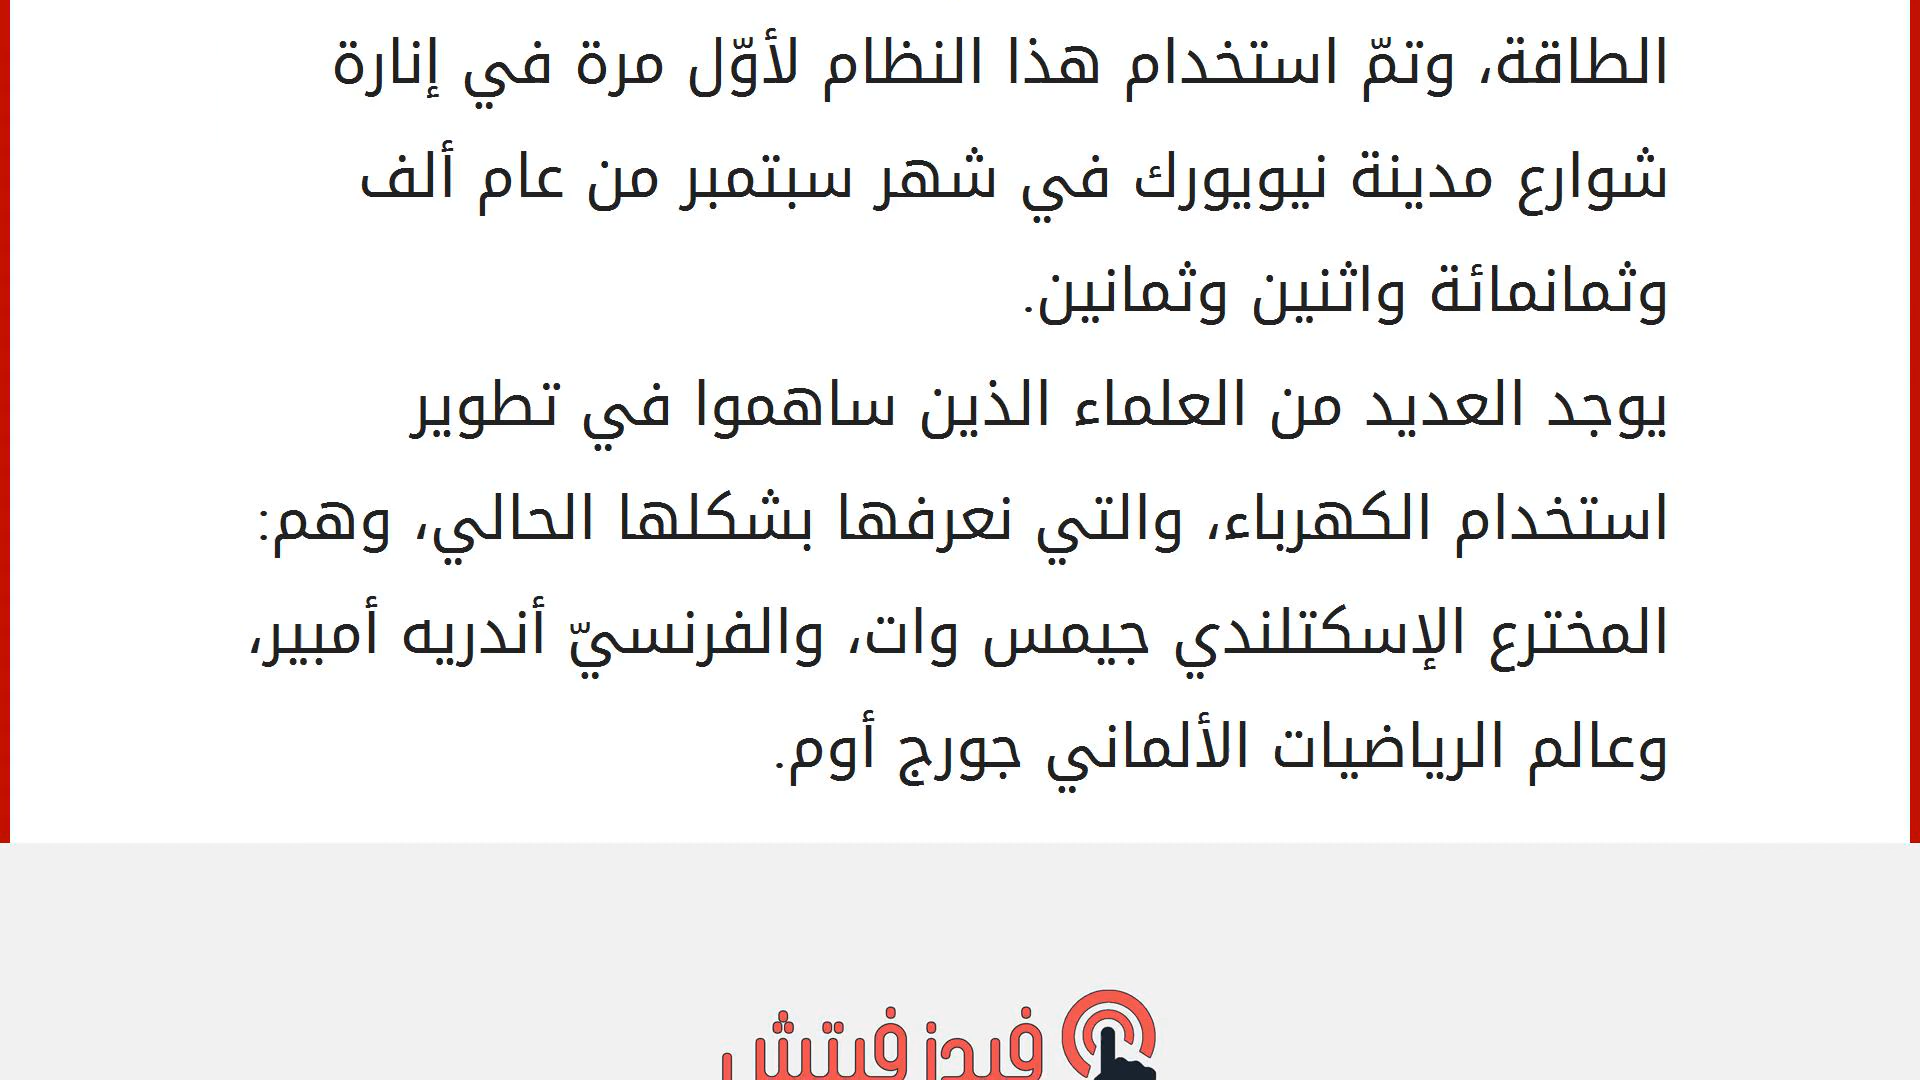 الطاقة، وتمّ استخدام هذا النظام لأوّل مرة في إنارة
شوارع مدينة نيويورك في شهر سبتمبر من عام ألف
وثمانمائة واثنين وثمانين.
يوجد العديد من العلماء الذين ساهموا في تطوير
استخدام الكهرباء، والتي نعرفها بشكلها الحالي، وهم:
المخترع الإسكتلندي جيمس وات، والفرنسيّ أندريه أمبير،
وعالم الرياضيات الألماني جورج أوم.
فيدز فيتش